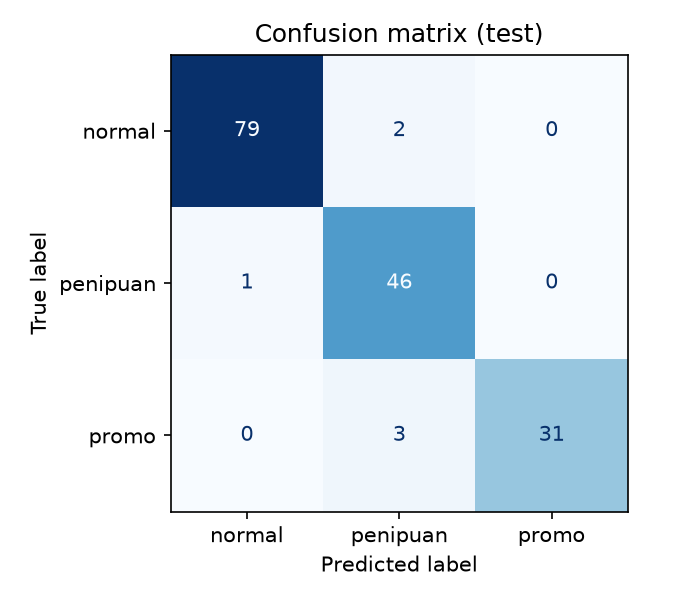 Confusion matrix (test)
True label
normal 79 2 0
penipuan 1 46 0
promo 0 3 31
normal penipuan promo
Predicted label